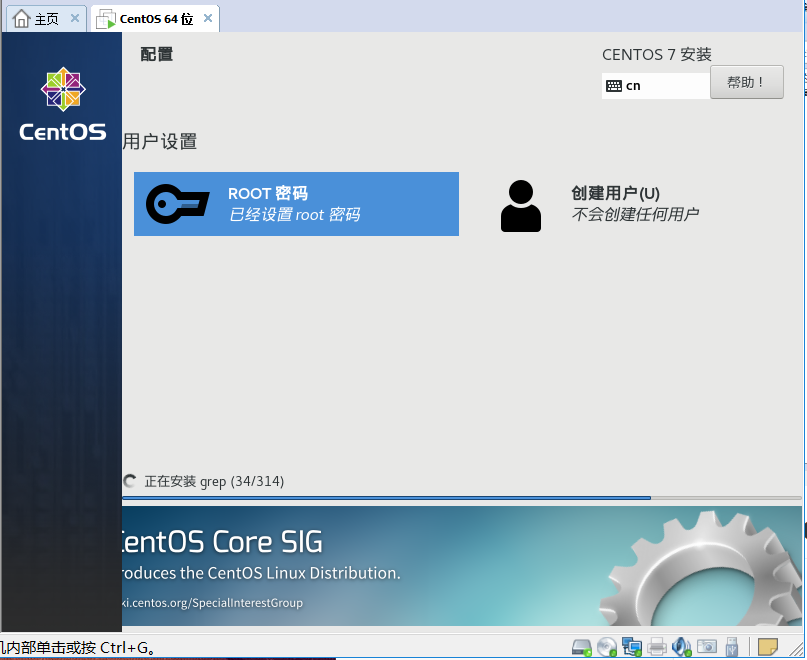 主页
CentOS 64 位
配置
CENTOS 7 安装
cn
帮助！
CentOS
用户设置
ROOT 密码
已经设置 root 密码
创建用户(U)
不会创建任何用户
正在安装 grep (34/314)
CentOS Core SIG
roduces the CentOS Linux Distribution.
ki.centos.org/SpecialInterestGroup
几内部单击或按 Ctrl+G。